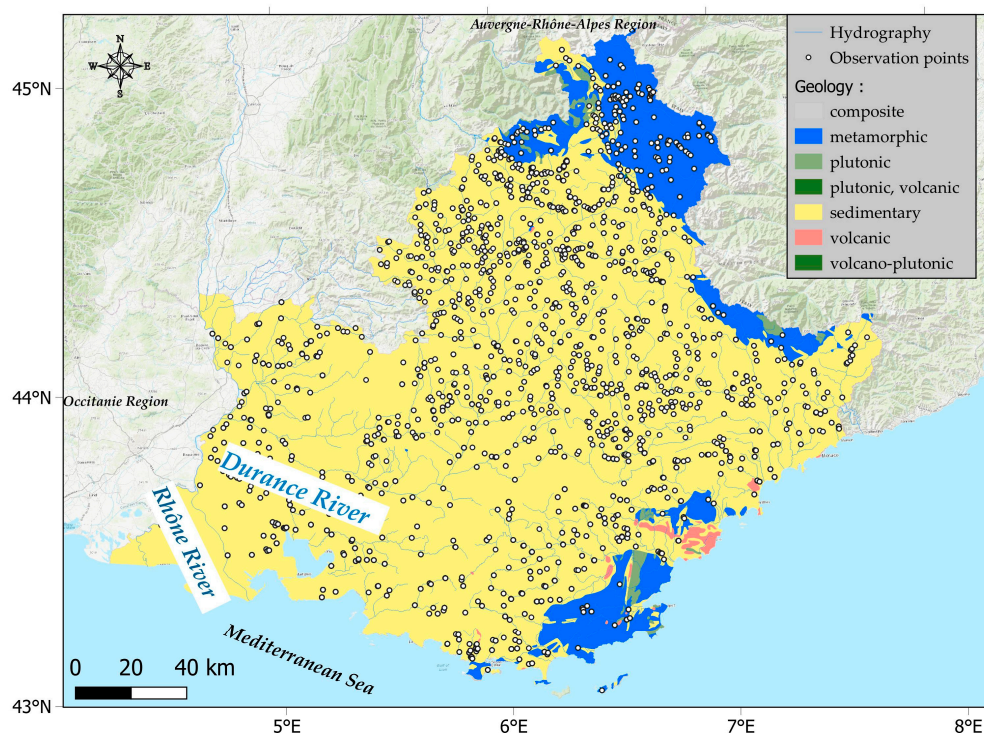 Auvergne-Rhône-Alpes Region
N
W E
S
Hydrography
Observation points
Geology :
composite
metamorphic
plutonic
plutonic, volcanic
sedimentary
volcanic
volcano-plutonic
45°N
44°N
43°N
Occitanie Region
Durance River
Rhône River
Mediterranean Sea
0 20 40 km
5°E 6°E 7°E 8°E